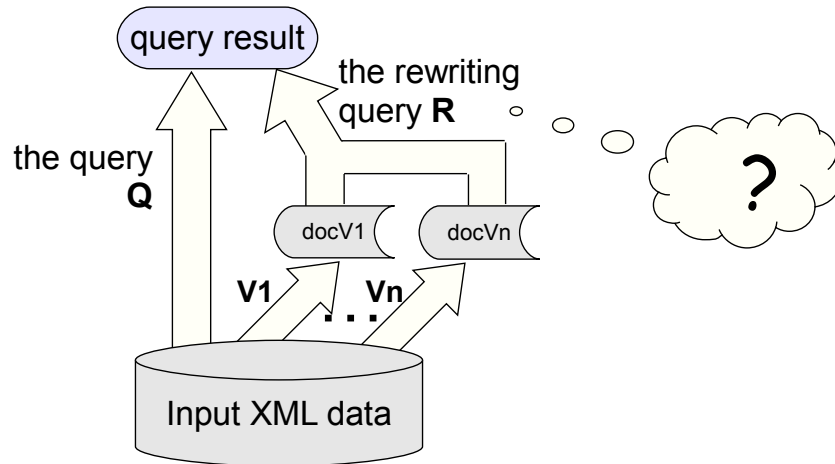 query result
the rewriting
query R
?
the query
Q
docV1
docVn
V1
...
Vn
Input XML data